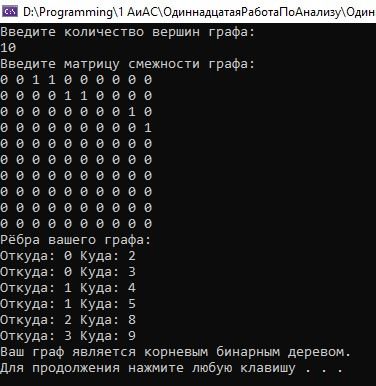 D:\Programming\1 АиАС\ОдиннадцатаяРаботаПоАнализу\Один
Введите количество вершин графа:
10
Введите матрицу смежности графа:
0 0 1 1 0 0 0 0 0 0
0 0 0 0 1 1 0 0 0 0
0 0 0 0 0 0 0 0 1 0
0 0 0 0 0 0 0 0 0 1
0 0 0 0 0 0 0 0 0 0
0 0 0 0 0 0 0 0 0 0
0 0 0 0 0 0 0 0 0 0
0 0 0 0 0 0 0 0 0 0
0 0 0 0 0 0 0 0 0 0
0 0 0 0 0 0 0 0 0 0
Рёбра вашего графа:
Откуда: 0 Куда: 2
Откуда: 0 Куда: 3
Откуда: 1 Куда: 4
Откуда: 1 Куда: 5
Откуда: 2 Куда: 8
Откуда: 3 Куда: 9
Ваш граф является корневым бинарным деревом.
Для продолжения нажмите любую клавишу . . .